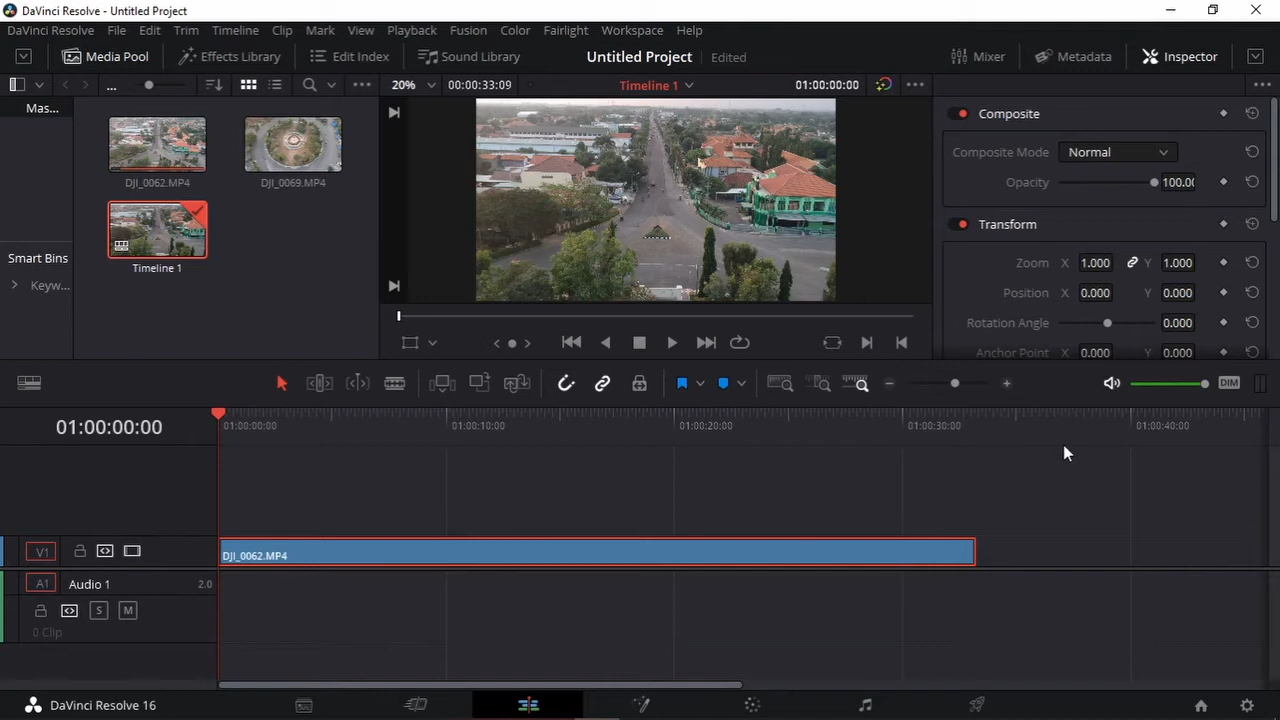 DaVinci Resolve - Untitled Project
DaVinci Resolve File Edit Trim Timeline Clip Mark View Playback Fusion Color Fairlight Workspace Help
Media Pool Effects Library Edit Index Sound Library Untitled Project Edited Mixer Metadata Inspector
... 20% 00:00:33:09 Timeline 1 01:00:00:00
Mas...
DJI_0062.MP4 DJI_0069.MP4
Timeline 1
Smart Bins
Keyw...
Composite
Composite Mode Normal
Opacity 100.00
Transform
Zoom X 1.000 Y 1.000
Position X 0.000 Y 0.000
Rotation Angle 0.000
Anchor Point X 0.000 Y 0.000
DIM
01:00:00:00 01:00:00:00 01:00:10:00 01:00:20:00 01:00:30:00 01:00:40:00
V1 DJI_0062.MP4
A1 Audio 1 2.0
S M
0 Clip
DaVinci Resolve 16